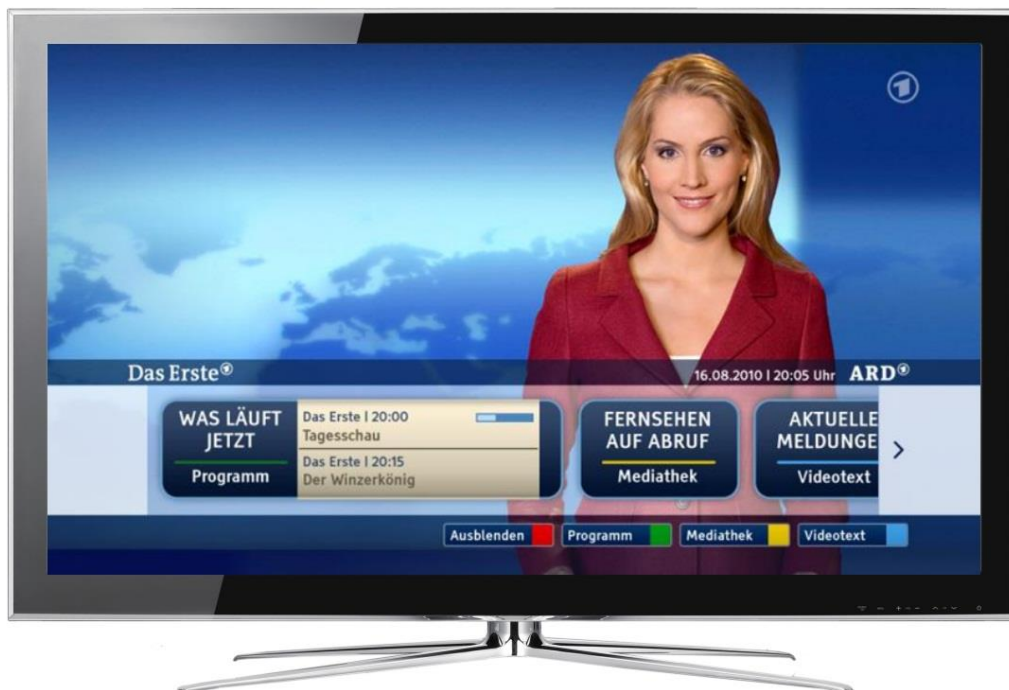 Das Erste
16.08.2010 | 20:05 Uhr ARD
WAS LÄUFT
JETZT
Programm
Das Erste | 20:00
Tagesschau
Das Erste | 20:15
Der Winzerkönig
FERNSEHEN
AUF ABRUF
Mediathek
AKTUELLE
MELDUNGE
Videotext
Ausblenden
Programm
Mediathek
Videotext